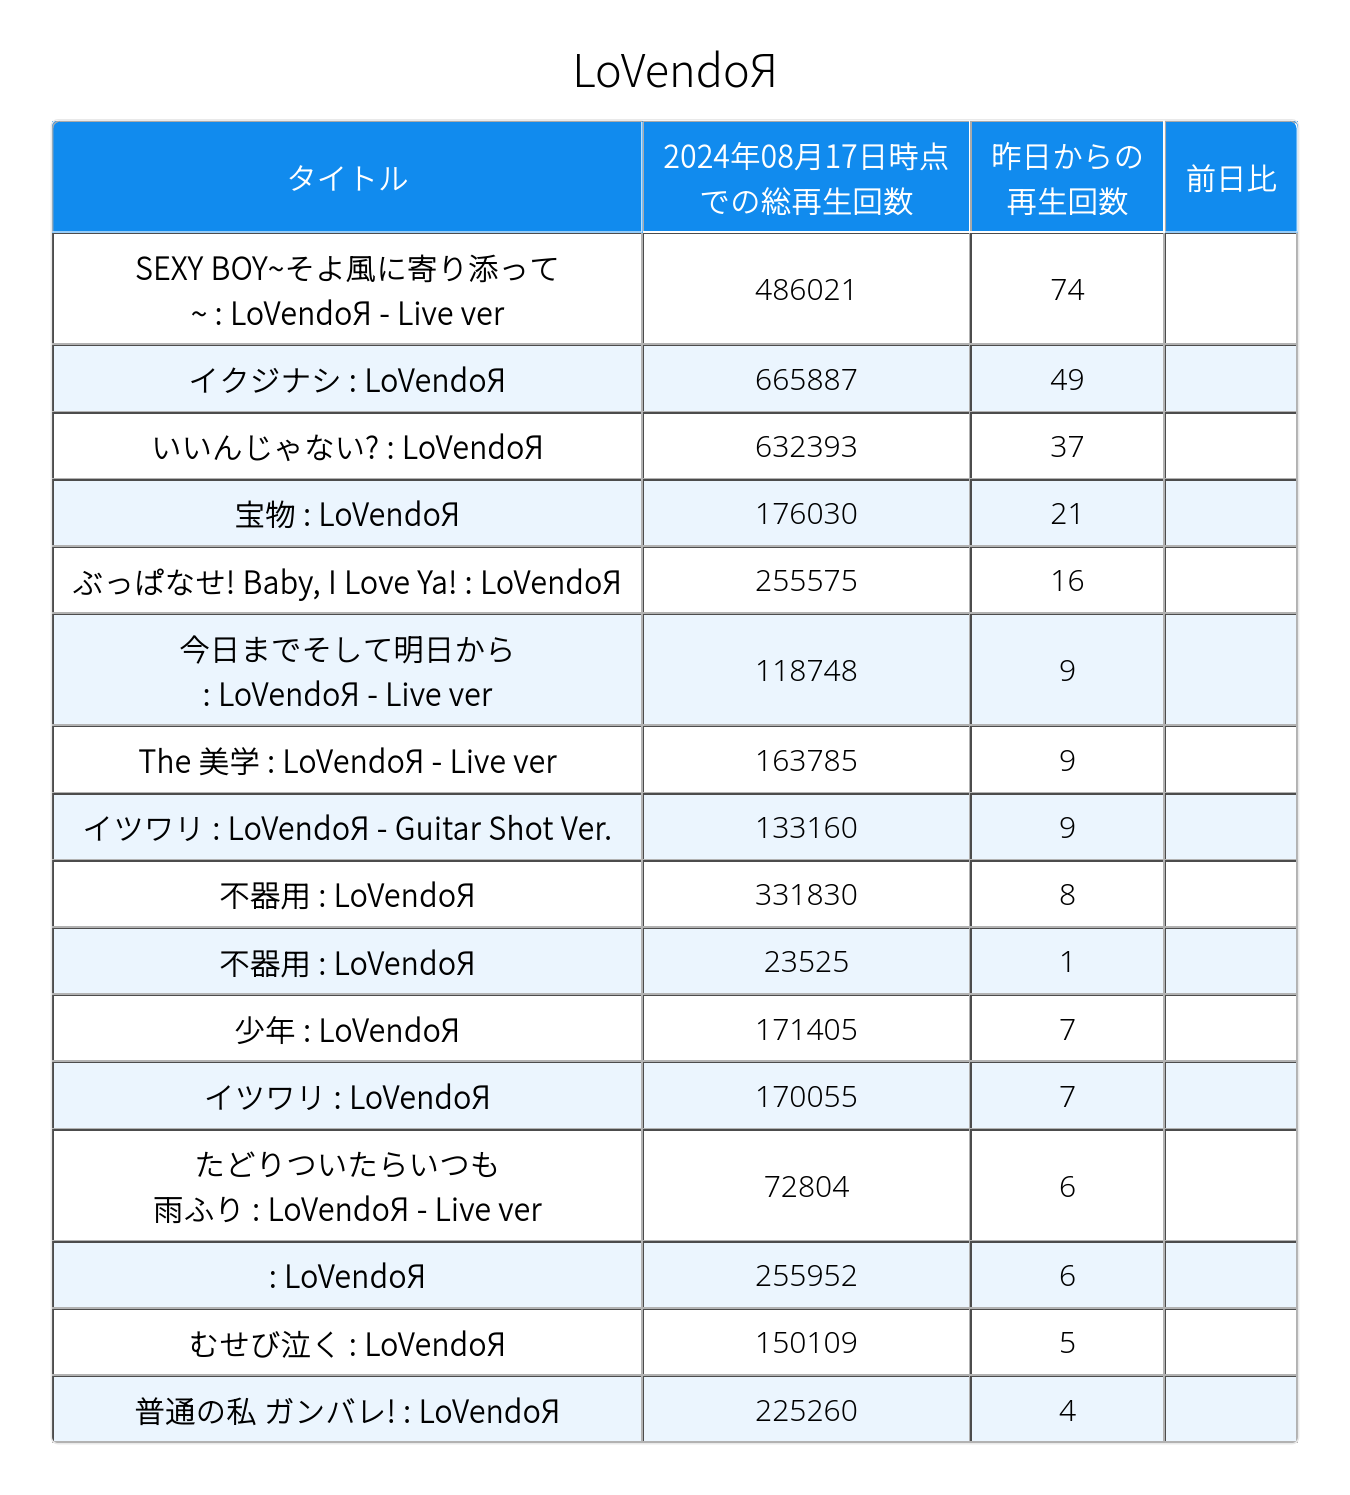 LoVendoЯ
タイトル
2024年08月17日時点
での総再生回数
昨日からの
再生回数
前日比
SEXY BOY~そよ風に寄り添って
~ : LoVendoЯ - Live ver
486021
74
イクジナシ : LoVendoЯ
665887
49
いいんじゃない? : LoVendoЯ
632393
37
宝物 : LoVendoЯ
176030
21
ぶっぱなせ! Baby, I Love Ya! : LoVendoЯ
255575
16
今日までそして明日から
: LoVendoЯ - Live ver
118748
9
The 美学 : LoVendoЯ - Live ver
163785
9
イツワリ : LoVendoЯ - Guitar Shot Ver.
133160
9
不器用 : LoVendoЯ
331830
8
不器用 : LoVendoЯ
23525
1
少年 : LoVendoЯ
171405
7
イツワリ : LoVendoЯ
170055
7
たどりついたらいつも
雨ふり : LoVendoЯ - Live ver
72804
6
: LoVendoЯ
255952
6
むせび泣く : LoVendoЯ
150109
5
普通の私 ガンバレ! : LoVendoЯ
225260
4